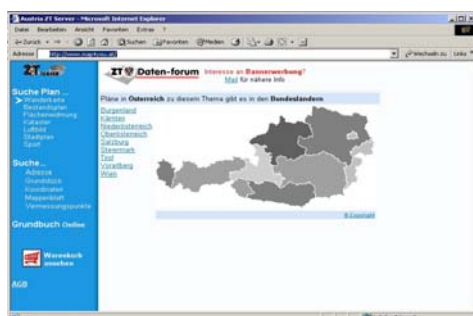 Austria ZT Server - Microsoft Internet Explorer
Datei Bearbeiten Ansicht Favoriten Extras ?
Zurück Suchen Favoriten Medien
Adresse Wechseln zu Links
ZT Daten-forum Interesse an Bannerwerbung?
Mail für nähere Info
Suche Plan ...
Wanderkarte
Bestandsplan
Flächenwidmung
Kataster
Luftbild
Stadtplan
Sport
Suche...
Adresse
Grundstück
Koordinaten
Mappenblatt
Vermessungspunkte
Grundbuch Online
Warenkorb
ansehen
AGB
Pläne in Österreich zu diesem Thema gibt es in den Bundesländern
Burgenland
Kärnten
Niederösterreich
Oberösterreich
Salzburg
Steiermark
Tirol
Vorarlberg
Wien
© Copyright